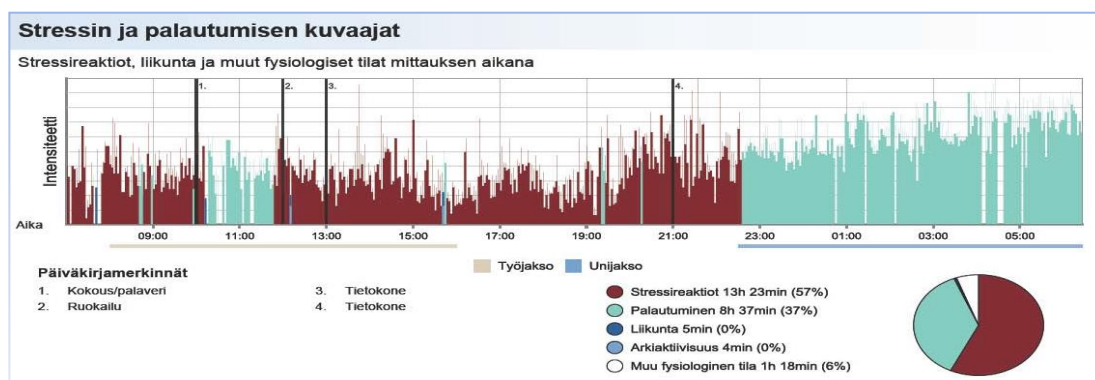 Stressin ja palautumisen kuvaajat
Stressireaktiot, liikunta ja muut fysiologiset tilat mittauksen aikana
Intensiteetti
1.
2.
3.
4.
Aika
09:00 11:00 13:00 15:00 17:00 19:00 21:00 23:00 01:00 03:00 05:00
Työjakso Unijakso
Päiväkirjamerkinnät
1. Kokous/palaveri 3. Tietokone
2. Ruokailu 4. Tietokone
Stressireaktiot 13h 23min (57%)
Palautuminen 8h 37min (37%)
Liikunta 5min (0%)
Arkiaktiivisuus 4min (0%)
Muu fysiologinen tila 1h 18min (6%)